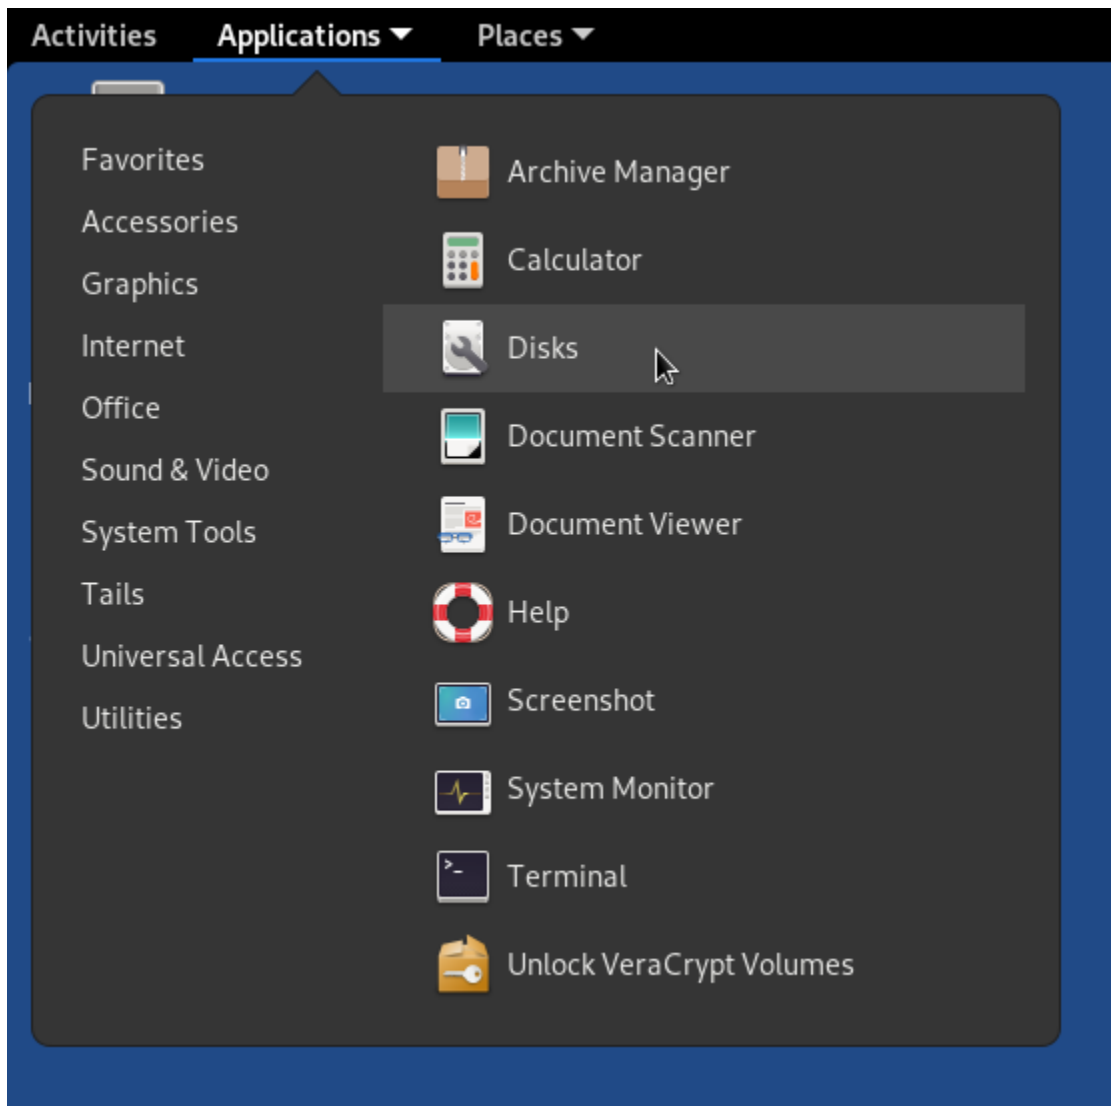 Activities Applications Places
Favorites
Accessories
Graphics
Internet
Office
Sound & Video
System Tools
Tails
Universal Access
Utilities
Archive Manager
Calculator
Disks
Document Scanner
Document Viewer
Help
Screenshot
System Monitor
Terminal
Unlock VeraCrypt Volumes